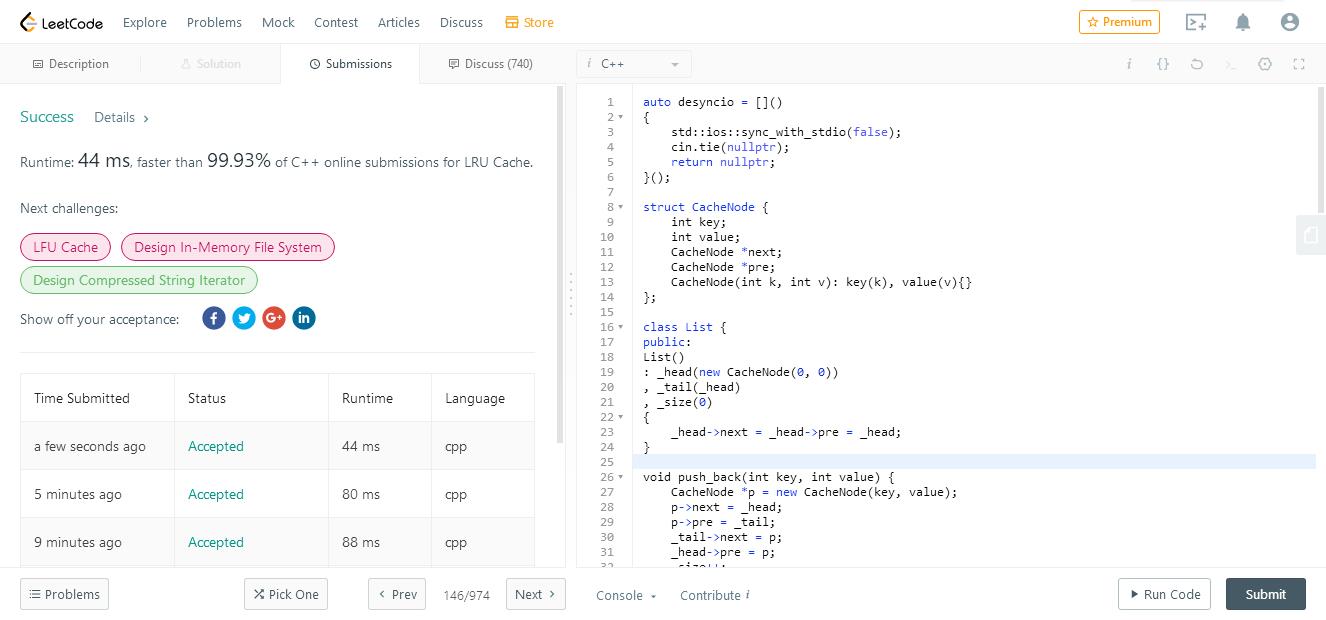 LeetCode Explore Problems Mock Contest Articles Discuss Store Premium
Description Solution Submissions Discuss (740) i C++ i {}
Success Details >
Runtime: 44 ms, faster than 99.93% of C++ online submissions for LRU Cache.
Next challenges:
LFU Cache Design In-Memory File System
Design Compressed String Iterator
Show off your acceptance: f G+ in
Time Submitted Status Runtime Language
a few seconds ago Accepted 44 ms cpp
5 minutes ago Accepted 80 ms cpp
9 minutes ago Accepted 88 ms cpp
1 auto desyncio = []()
2 {
3 std::ios::sync_with_stdio(false);
4 cin.tie(nullptr);
5 return nullptr;
6 }();
7
8 struct CacheNode {
9 int key;
10 int value;
11 CacheNode *next;
12 CacheNode *pre;
13 CacheNode(int k, int v): key(k), value(v){}
14 };
15
16 class List {
17 public:
18 List()
19 : _head(new CacheNode(0, 0))
20 , _tail(_head)
21 , _size(0)
22 {
23 _head->next = _head->pre = _head;
24 }
25
26 void push_back(int key, int value) {
27 CacheNode *p = new CacheNode(key, value);
28 p->next = _head;
29 p->pre = _tail;
30 _tail->next = p;
31 _head->pre = p;
32 _size++;
Problems Pick One < Prev 146/974 Next > Console Contribute i Run Code Submit